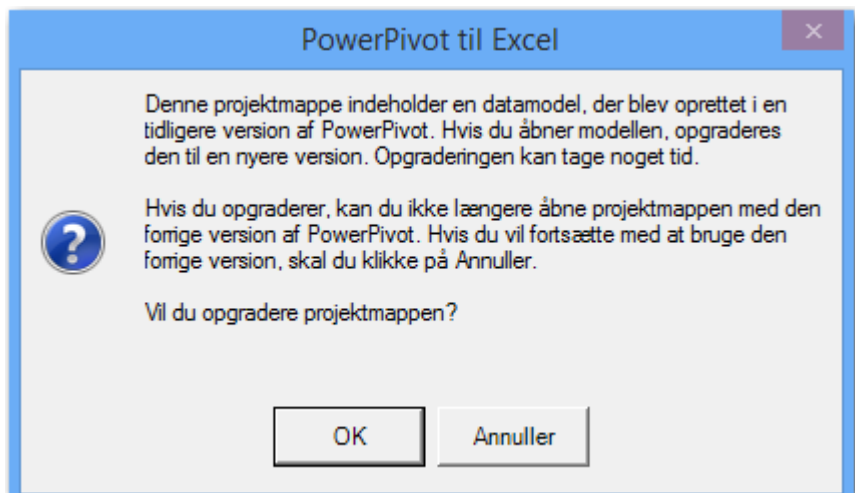 PowerPivot til Excel
Denne projektmappe indeholder en datamodel, der blev oprettet i en
tidligere version af PowerPivot. Hvis du åbner modellen, opgraderes
den til en nyere version. Opgraderingen kan tage noget tid.
Hvis du opgraderer, kan du ikke længere åbne projektmappen med den
forrige version af PowerPivot. Hvis du vil fortsætte med at bruge den
forrige version, skal du klikke på Annuller.
Vil du opgradere projektmappen?
OK
Annuller